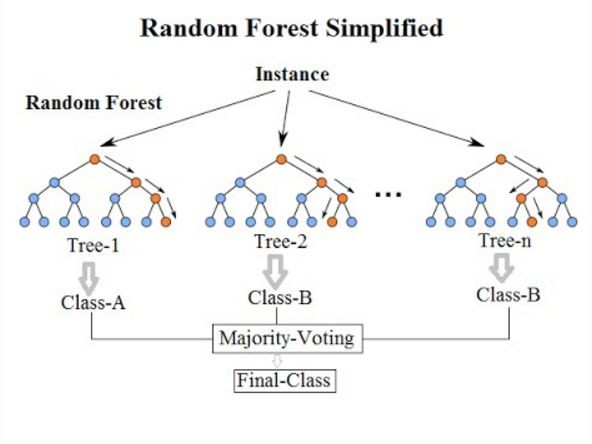 Random Forest Simplified
Instance
Random Forest
...
Tree-1
Tree-2
Tree-n
Class-A
Class-B
Class-B
Majority-Voting
Final-Class